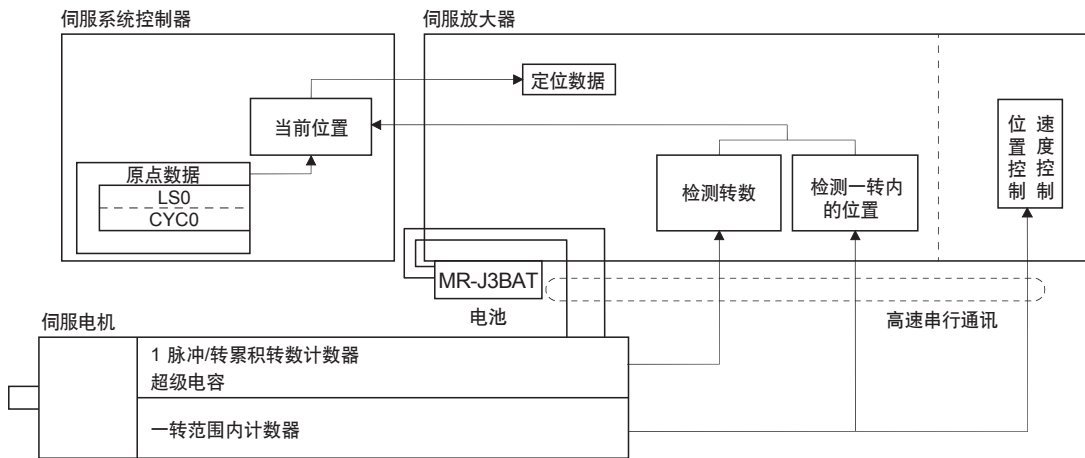 伺服系统控制器
伺服放大器
定位数据
当前位置
原点数据
LS0
CYC0
检测转数
检测一转内
的位置
位置控制
速度控制
MR-J3BAT
电池
高速串行通讯
伺服电机
1 脉冲/转累积转数计数器
超级电容
一转范围内计数器